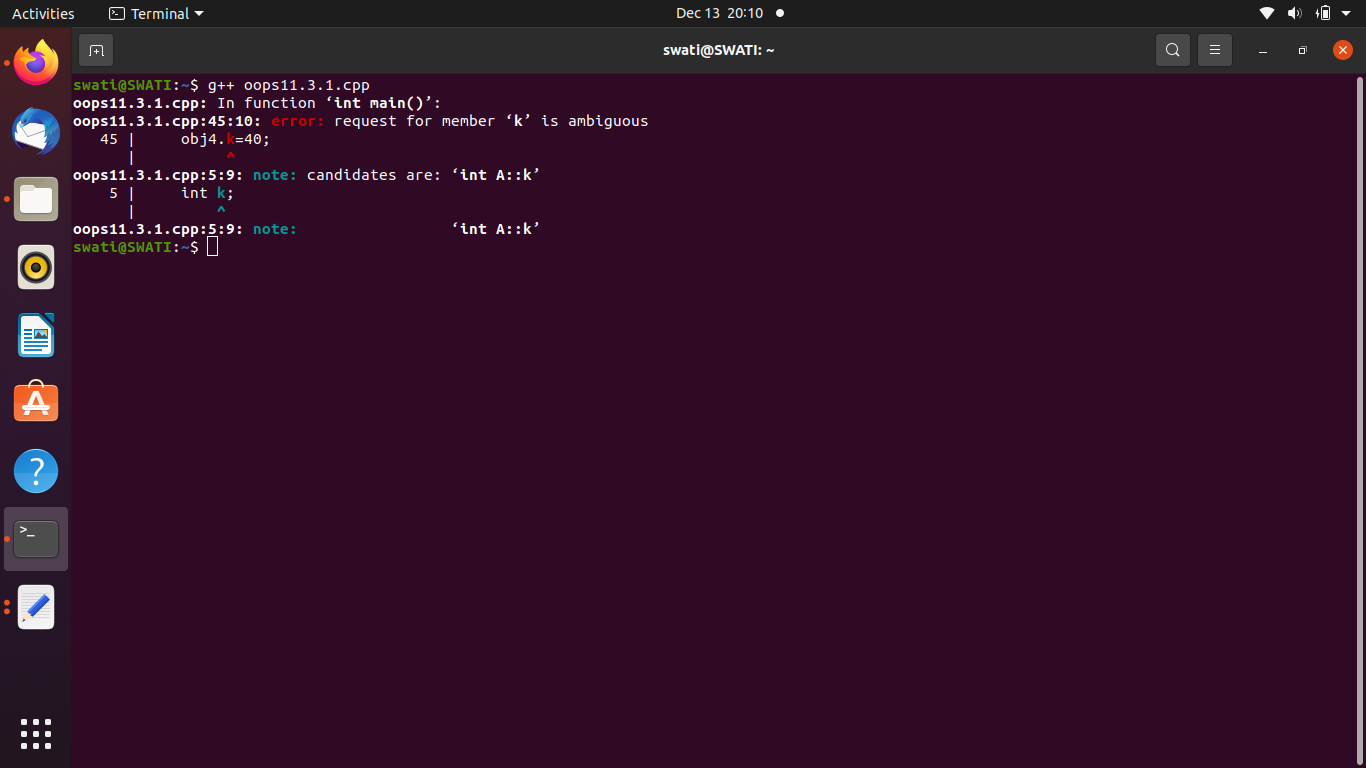 Activities
Terminal
Dec 13 20:10
swati@SWATI: ~
swati@SWATI:~$ g++ oops11.3.1.cpp
oops11.3.1.cpp: In function ‘int main()’:
oops11.3.1.cpp:45:10: error: request for member ‘k’ is ambiguous
   45 |     obj4.k=40;
      |          ^
oops11.3.1.cpp:5:9: note: candidates are: ‘int A::k’
    5 |     int k;
      |         ^
oops11.3.1.cpp:5:9: note:                 ‘int A::k’
swati@SWATI:~$